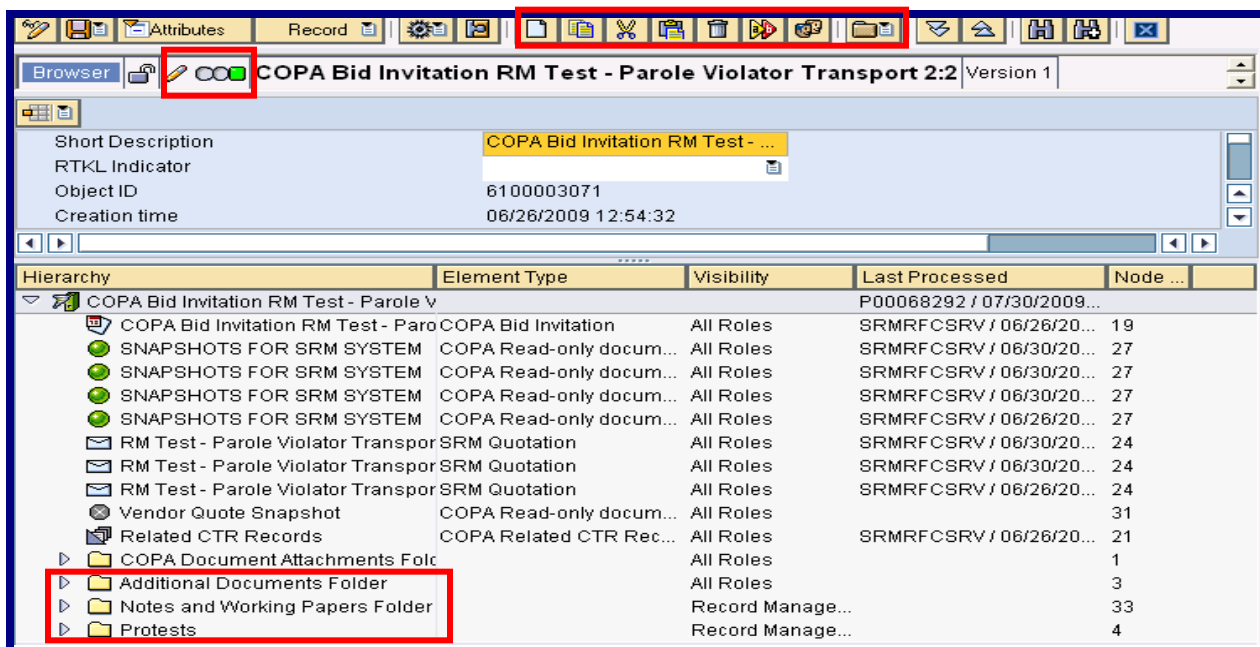 Attributes Record
Browser COPA Bid Invitation RM Test - Parole Violator Transport 2:2 Version 1
Short Description COPA Bid Invitation RM Test - ...
RTKL Indicator
Object ID 6100003071
Creation time 06/26/2009 12:54:32
Hierarchy Element Type Visibility Last Processed Node ...
COPA Bid Invitation RM Test - Parole V P00068292 / 07/30/2009...
COPA Bid Invitation RM Test - Paro COPA Bid Invitation All Roles SRMRFCSRV / 06/26/20... 19
SNAPSHOTS FOR SRM SYSTEM COPA Read-only docum... All Roles SRMRFCSRV / 06/30/20... 27
SNAPSHOTS FOR SRM SYSTEM COPA Read-only docum... All Roles SRMRFCSRV / 06/30/20... 27
SNAPSHOTS FOR SRM SYSTEM COPA Read-only docum... All Roles SRMRFCSRV / 06/30/20... 27
SNAPSHOTS FOR SRM SYSTEM COPA Read-only docum... All Roles SRMRFCSRV / 06/30/20... 27
RM Test - Parole Violator Transpor SRM Quotation All Roles SRMRFCSRV / 06/30/20... 24
RM Test - Parole Violator Transpor SRM Quotation All Roles SRMRFCSRV / 06/30/20... 24
RM Test - Parole Violator Transpor SRM Quotation All Roles SRMRFCSRV / 06/26/20... 24
Vendor Quote Snapshot COPA Read-only docum... All Roles 31
Related CTR Records COPA Related CTR Rec... All Roles SRMRFCSRV / 06/26/20... 21
COPA Document Attachments Fold All Roles 1
Additional Documents Folder All Roles 3
Notes and Working Papers Folder Record Manage... 33
Protests Record Manage... 4